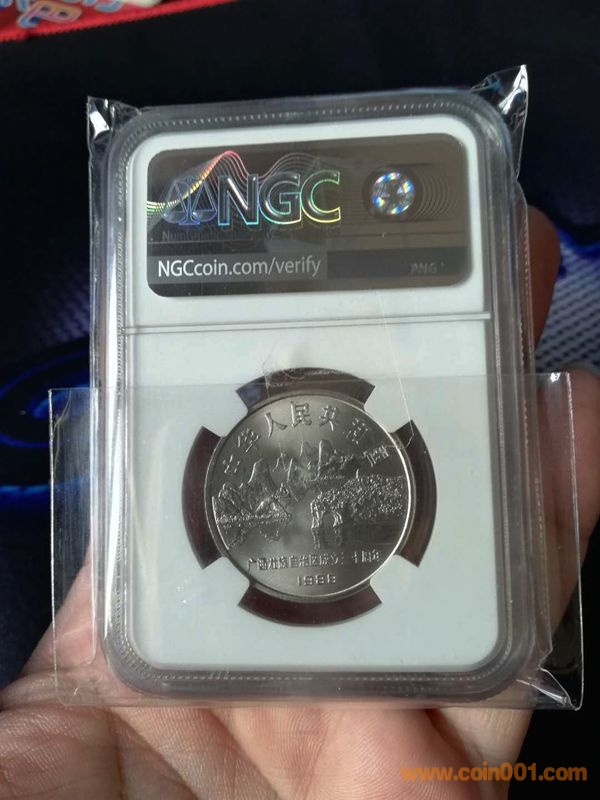 NGC
NGCcoin.com/verify
PNG
中华人民共和国
广西壮族自治区成立三十周年
1988
www.coin001.com